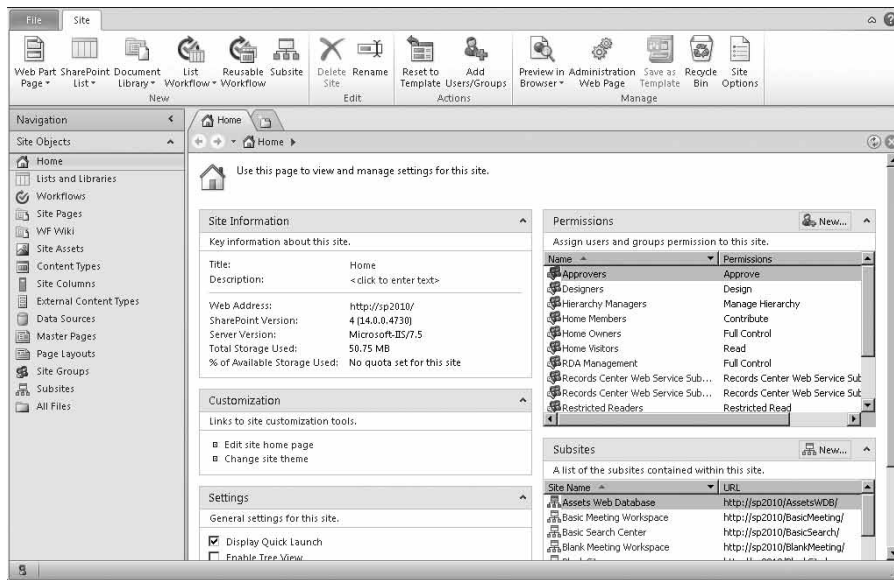 File Site
Web Part Page SharePoint List Document Library List Workflow Reusable Workflow Subsite Delete Site Rename Reset to Template Add Users/Groups Preview in Browser Administration Web Page Save as Template Recycle Bin Site Options
New Edit Actions Manage
Navigation
Site Objects
Home
Lists and Libraries
Workflows
Site Pages
WF Wiki
Site Assets
Content Types
Site Columns
External Content Types
Data Sources
Master Pages
Page Layouts
Site Groups
Subsites
All Files
Home
Home
Use this page to view and manage settings for this site.
Site Information
Key information about this site.
Title: Home
Description: <click to enter text>
Web Address: http://sp2010/
SharePoint Version: 4 (14.0.0.4730)
Server Version: Microsoft-IIS/7.5
Total Storage Used: 50.75 MB
% of Available Storage Used: No quota set for this site
Customization
Links to site customization tools.
Edit site home page
Change site theme
Settings
General settings for this site.
Display Quick Launch
Enable Tree View
Permissions New...
Assign users and groups permission to this site.
Name Permissions
Approvers Approve
Designers Design
Hierarchy Managers Manage Hierarchy
Home Members Contribute
Home Owners Full Control
Home Visitors Read
RDA Management Full Control
Records Center Web Service Sub... Records Center Web Service Sub
Records Center Web Service Sub... Records Center Web Service Sub
Restricted Readers Restricted Read
Subsites New...
A list of the subsites contained within this site.
Site Name URL
Assets Web Database http://sp2010/AssetsWDB/
Basic Meeting Workspace http://sp2010/BasicMeeting/
Basic Search Center http://sp2010/BasicSearch/
Blank Meeting Workspace http://sp2010/BlankMeeting/